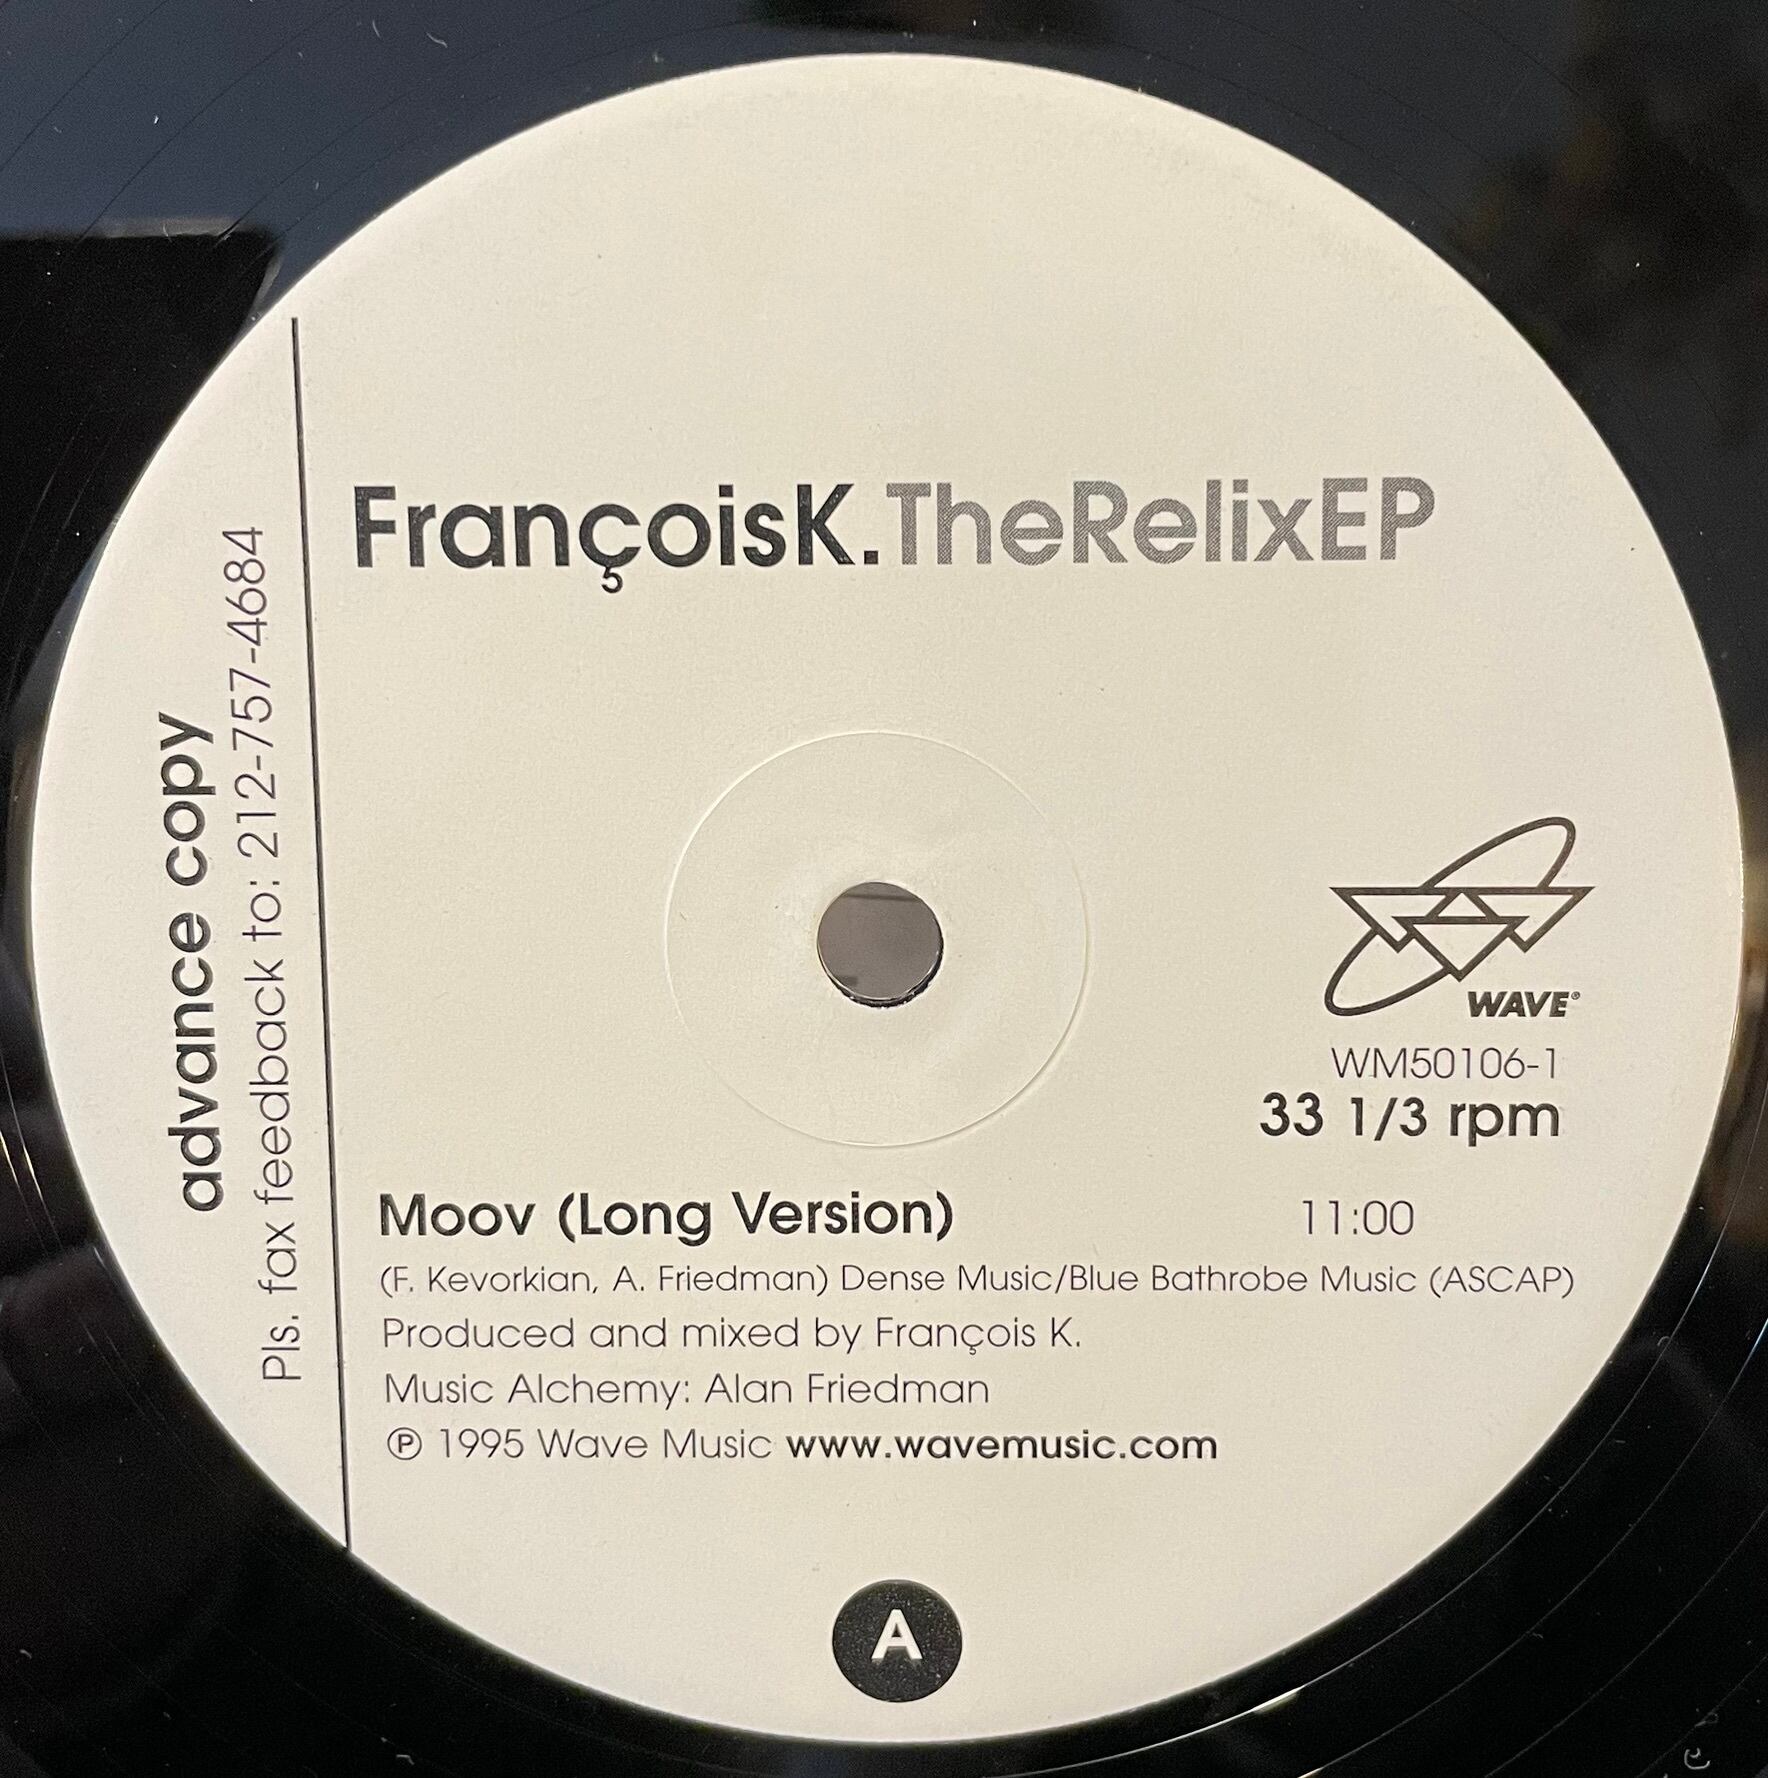 FrançoisK.TheRelixEP
advance copy
Pls. fax feedback to: 212-757-4684
WAVE®
WM50106-1
33 1/3 rpm
Moov (Long Version) 11:00
(F. Kevorkian, A. Friedman) Dense Music/Blue Bathrobe Music (ASCAP)
Produced and mixed by François K.
Music Alchemy: Alan Friedman
℗ 1995 Wave Music www.wavemusic.com
A